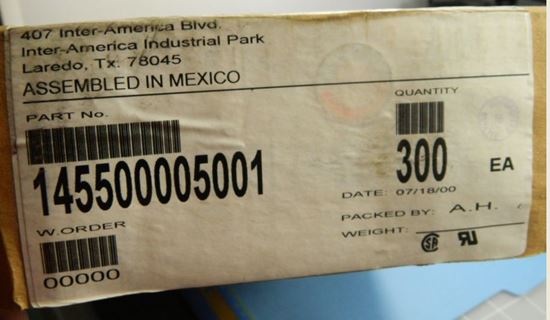 407 Inter-America Blvd.
Inter-America Industrial Park
Laredo, Tx. 78045
ASSEMBLED IN MEXICO
PART No.
145500005001
W.ORDER
00000
QUANTITY
300 EA
DATE: 07/18/00
PACKED BY: A.H.
WEIGHT: